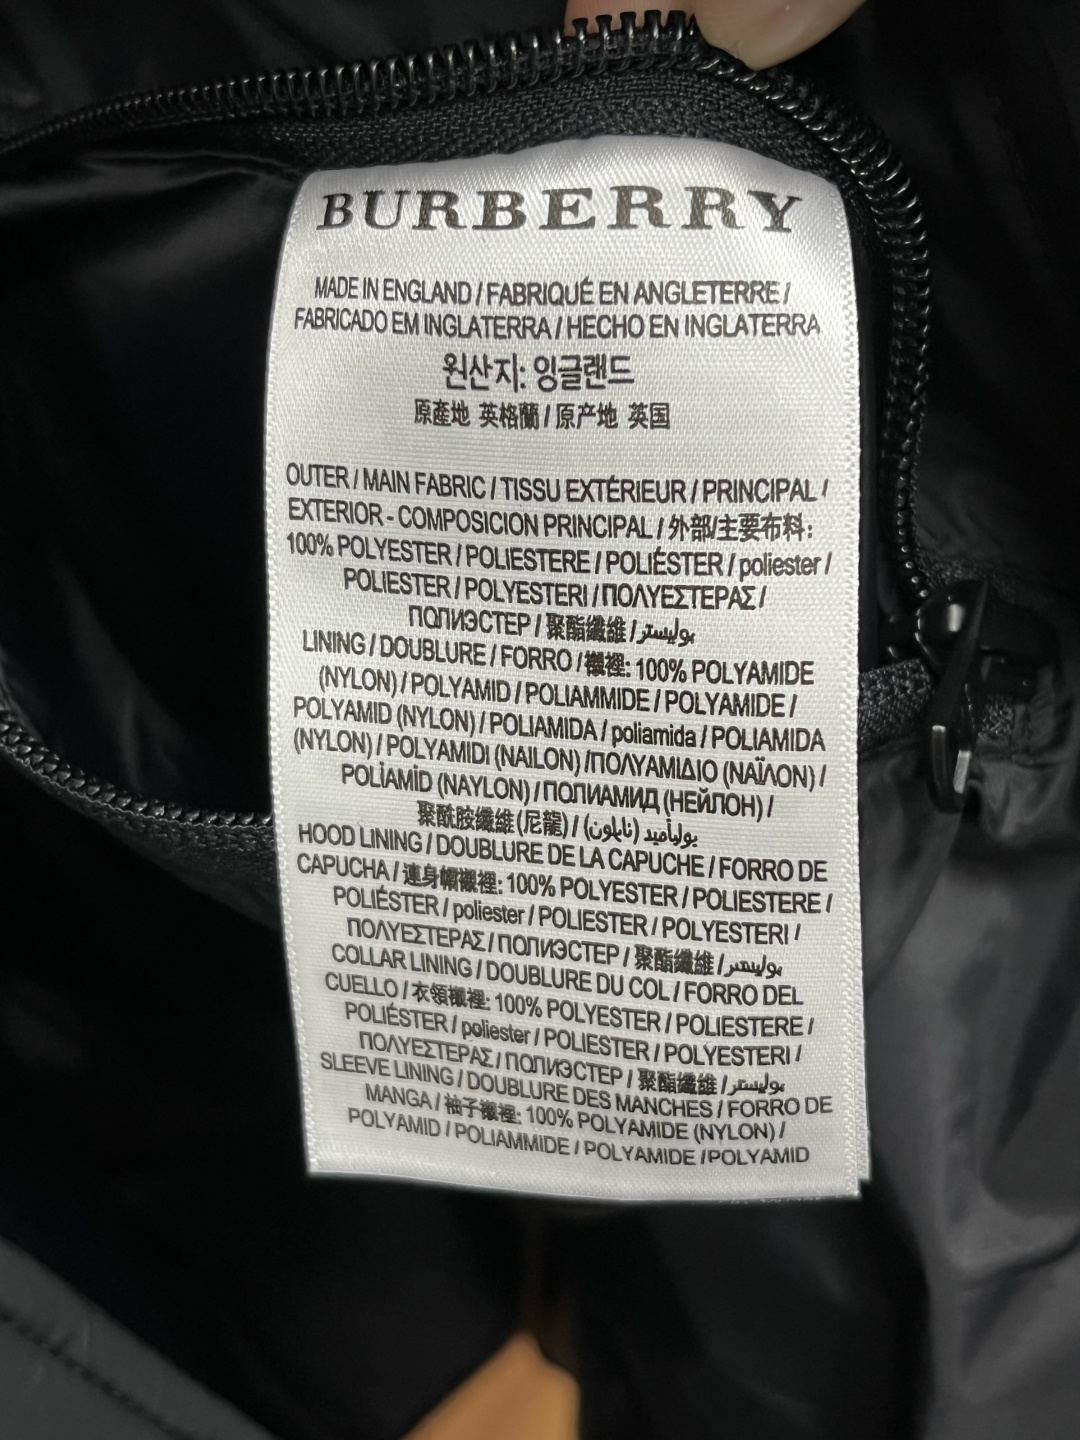 BURBERRY
MADE IN ENGLAND / FABRIQUÉ EN ANGLETERRE /
FABRICADO EM INGLATERRA / HECHO EN INGLATERRA
원산지: 잉글랜드
原產地 英格蘭 / 原产地 英国
OUTER / MAIN FABRIC / TISSU EXTÉRIEUR / PRINCIPAL /
EXTERIOR - COMPOSICION PRINCIPAL / 外部/主要布料:
100% POLYESTER / POLIESTERE / POLIÉSTER / poliester /
POLIESTER / POLYESTERI / ΠΟΛΥΕΣΤΕΡΑΣ /
ПОЛИЭСТЕР / 聚酯纖維 / بوليستر
LINING / DOUBLURE / FORRO / 襯裡: 100% POLYAMIDE
(NYLON) / POLYAMID / POLIAMMIDE / POLYAMIDE /
POLYAMID (NYLON) / POLIAMIDA / poliamida / POLIAMIDA
(NYLON) / POLYAMIDI (NAILON) /ΠΟΛΥΑΜΙΔΙΟ (ΝΑΪΛΟΝ) /
POLİAMİD (NAYLON) / ПОЛИАМИД (НЕЙЛОН) /
聚酰胺纖維(尼龍) / بوليأميد (نايلون)
HOOD LINING / DOUBLURE DE LA CAPUCHE / FORRO DE
CAPUCHA / 連身帽襯裡: 100% POLYESTER / POLIESTERE /
POLIÉSTER / poliester / POLIESTER / POLYESTERI /
ΠΟΛΥΕΣΤΕΡΑΣ / ПОЛИЭСТЕР / 聚酯纖維 / بوليستر
COLLAR LINING / DOUBLURE DU COL / FORRO DEL
CUELLO / 衣領襯裡: 100% POLYESTER / POLIESTERE /
POLIÉSTER / poliester / POLIESTER / POLYESTERI /
ΠΟΛΥΕΣΤΕΡΑΣ / ПОЛИЭСТЕР / 聚酯纖維 / بوليستر
SLEEVE LINING / DOUBLURE DES MANCHES / FORRO DE
MANGA / 袖子襯裡: 100% POLYAMIDE (NYLON) /
POLYAMID / POLIAMMIDE / POLYAMIDE /POLYAMID